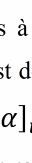 s à
st d
α]